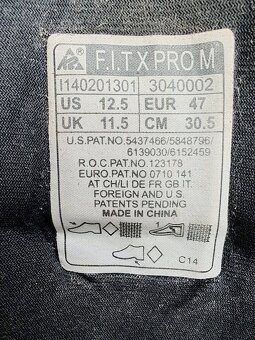 F.I.T.X PRO M
I140201301 3040002
US 12.5 EUR 47
UK 11.5 CM 30.5
U.S.PAT.NO.5437466/5848796/
6139030/6152459
R.O.C.PAT.NO.123178
EURO.PAT.NO.0710 141
AT CH/LI DE FR GB IT.
FOREIGN AND U.S.
PATENTS PENDING
MADE IN CHINA
C14